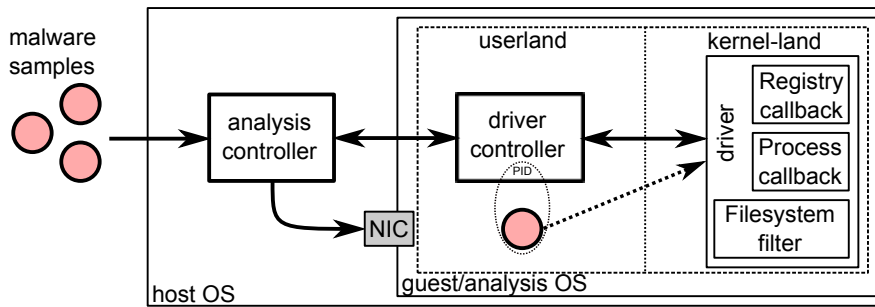 malware
samples
userland
kernel-land
analysis
controller
driver
controller
PID
driver
Registry
callback
Process
callback
Filesystem
filter
NIC
guest/analysis OS
host OS